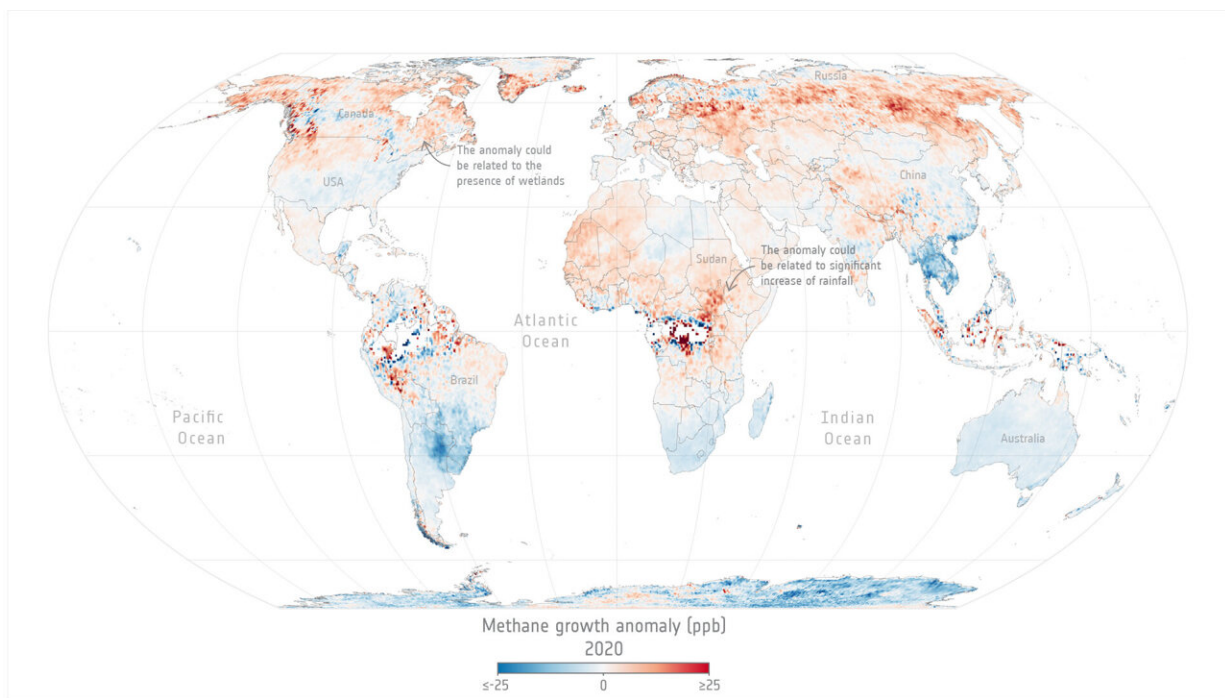 Russia
Canada
The anomaly could
be related to the
presence of wetlands
USA
China
Sudan
The anomaly could
be related to significant
increase of rainfall
Atlantic
Ocean
Brazil
Pacific
Ocean
Indian
Ocean
Australia
Methane growth anomaly (ppb)
2020
≤-25 0 ≥25